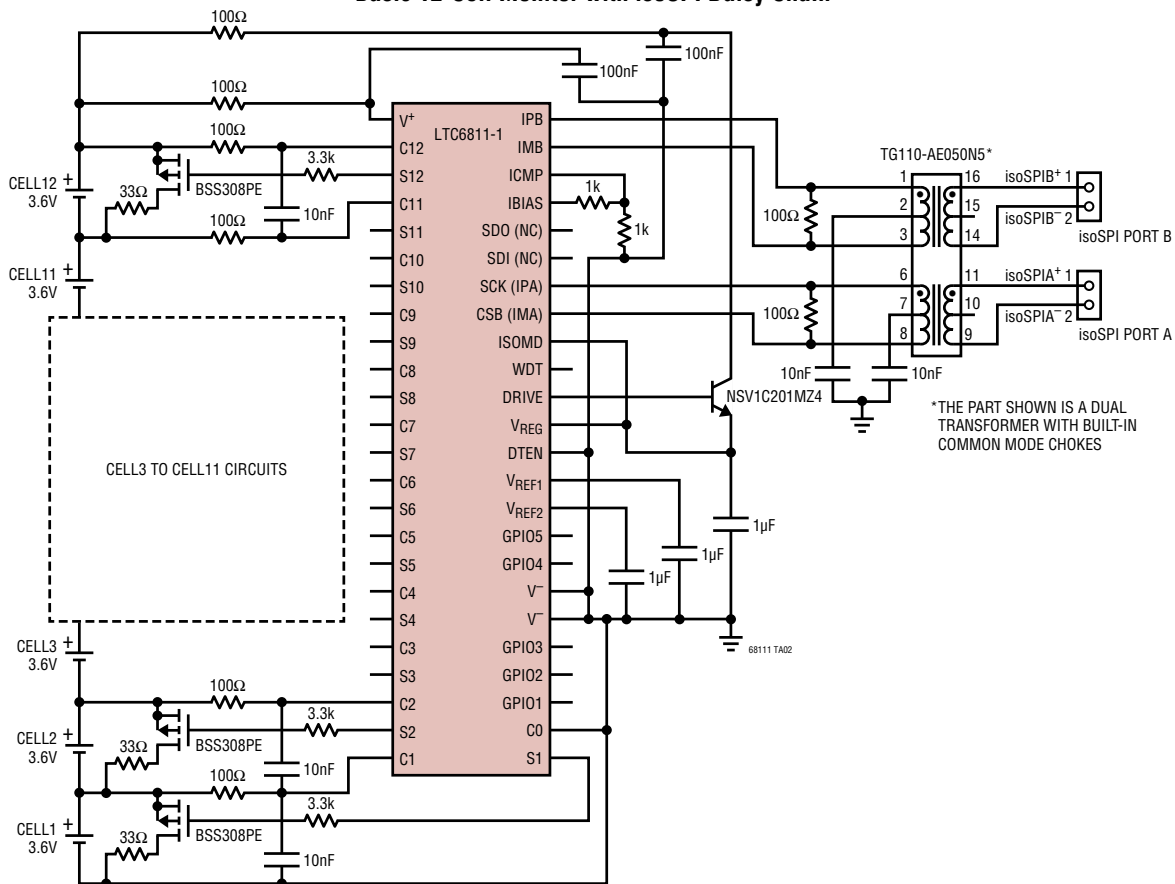 Basic 12-Cell Monitor with isoSPI Daisy Chain
100Ω
100nF
100nF
100Ω
100Ω
3.3k
CELL12 +
3.6V
33Ω
BSS308PE
10nF
100Ω
CELL11 +
3.6V
CELL3 TO CELL11 CIRCUITS
CELL3 +
3.6V
100Ω
3.3k
CELL2 +
3.6V
33Ω
BSS308PE
10nF
100Ω
3.3k
CELL1 +
3.6V
33Ω
BSS308PE
10nF
LTC6811-1
V+
C12
S12
C11
S11
C10
S10
C9
S9
C8
S8
C7
S7
C6
S6
C5
S5
C4
S4
C3
S3
C2
S2
C1
IPB
IMB
ICMP
IBIAS
SDO (NC)
SDI (NC)
SCK (IPA)
CSB (IMA)
ISOMD
WDT
DRIVE
VREG
DTEN
VREF1
VREF2
GPIO5
GPIO4
V−
V−
GPIO3
GPIO2
GPIO1
C0
S1
1k
1k
100Ω
100Ω
TG110-AE050N5*
1
2
3
16
15
14
6
7
8
11
10
9
isoSPIB+ 1
isoSPIB− 2
isoSPI PORT B
isoSPIA+ 1
isoSPIA− 2
isoSPI PORT A
10nF
10nF
NSV1C201MZ4
*THE PART SHOWN IS A DUAL
TRANSFORMER WITH BUILT-IN
COMMON MODE CHOKES
1µF
1µF
1µF
68111 TA02